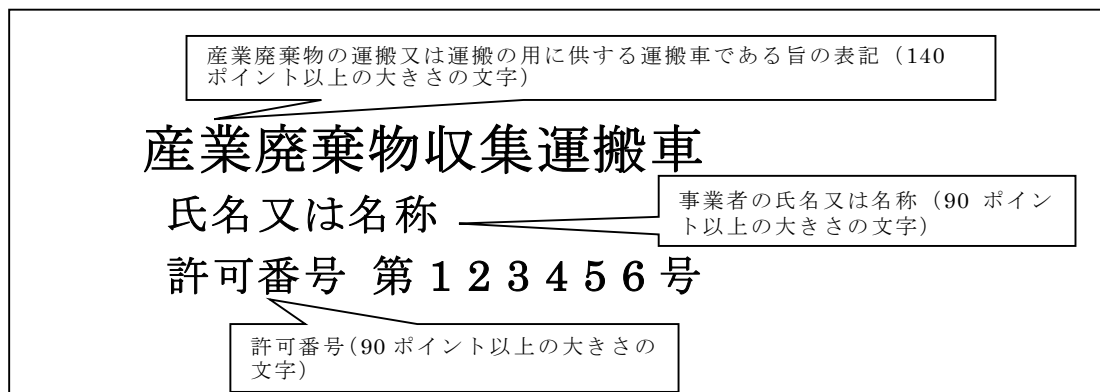 産業廃棄物の運搬又は運搬の用に供する運搬車である旨の表記（140
ポイント以上の大きさの文字）
産業廃棄物収集運搬車
氏名又は名称
事業者の氏名又は名称（90 ポイン
ト以上の大きさの文字）
許可番号 第１２３４５６号
許可番号（90 ポイント以上の大きさの
文字）